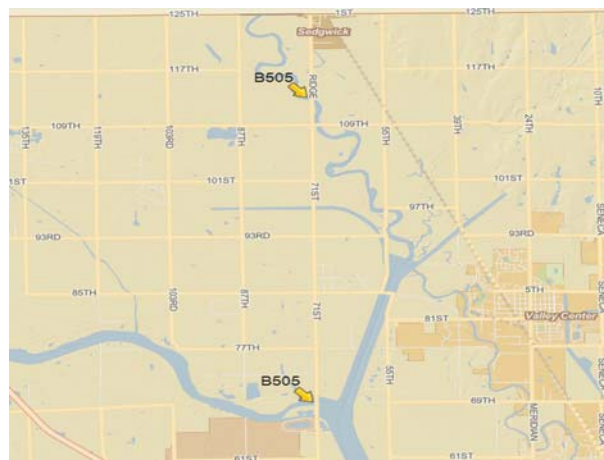 125TH
1ST
125TH
Sedgwick
117TH
B505
RIDGE
117TH
10TH
135TH
119TH
103RD
109TH
87TH
109TH
55TH
39TH
24TH
1ST
101ST
71ST
101ST
97TH
SENECA
93RD
93RD
93RD
85TH
103RD
87TH
71ST
5TH
81ST
Valley Center
77TH
55TH
SENECA
B505
69TH
MERIDIAN
61ST
61ST
SENECA